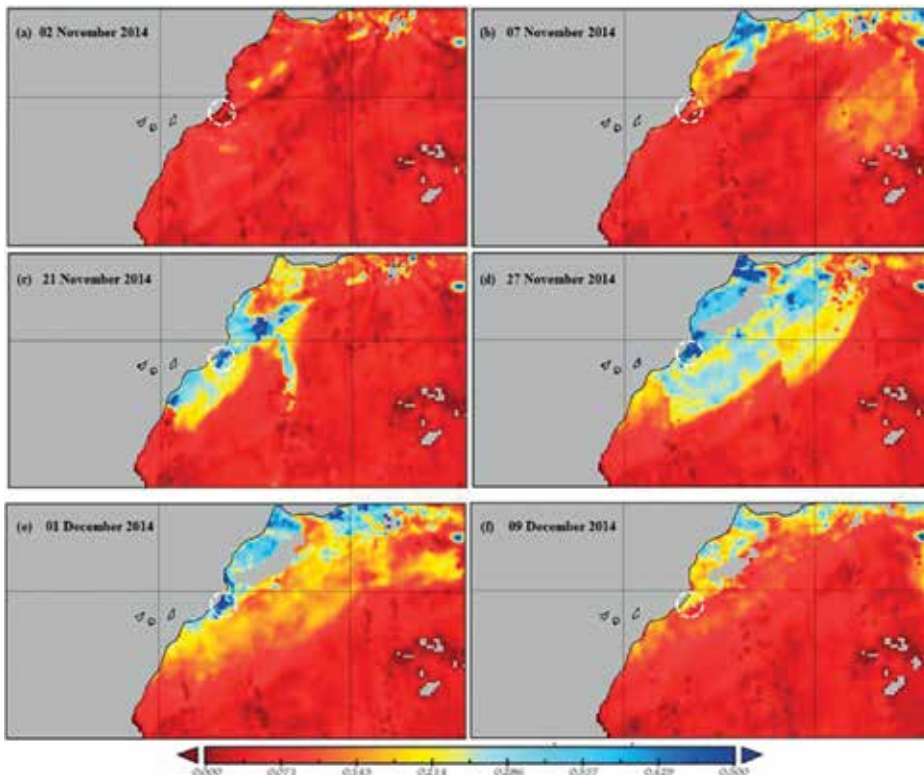 (a) 02 November 2014
(b) 07 November 2014
(c) 21 November 2014
(d) 27 November 2014
(e) 01 December 2014
(f) 09 December 2014
0.000 0.071 0.143 0.214 0.286 0.357 0.429 0.500